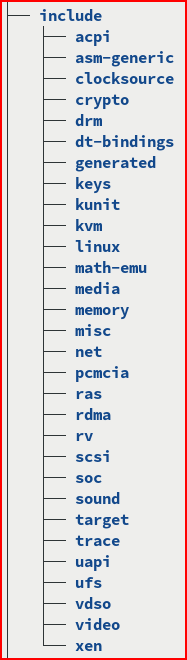 include
acpi
asm-generic
clocksource
crypto
drm
dt-bindings
generated
keys
kunit
kvm
linux
math-emu
media
memory
misc
net
pcmcia
ras
rdma
rv
scsi
soc
sound
target
trace
uapi
ufs
vdso
video
xen